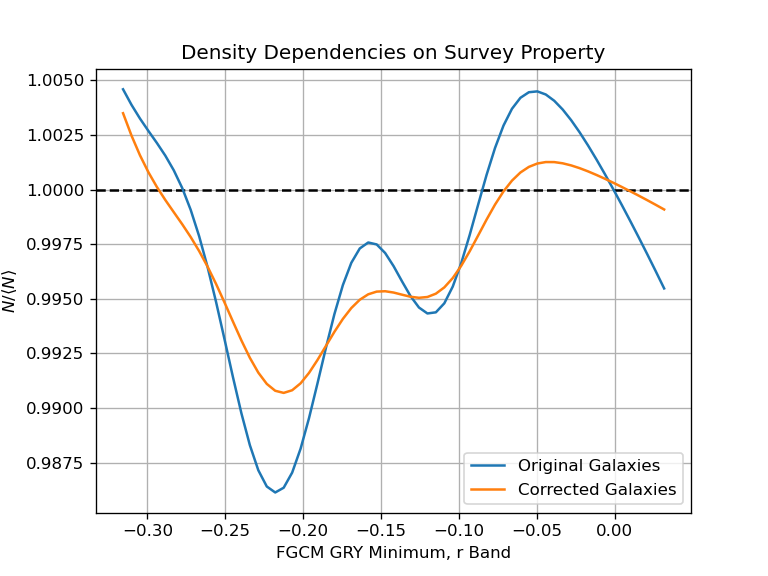 Density Dependencies on Survey Property
1.0050
1.0025
1.0000
0.9975
0.9950
0.9925
0.9900
0.9875
N/⟨N⟩
Original Galaxies
Corrected Galaxies
−0.30 −0.25 −0.20 −0.15 −0.10 −0.05 0.00
FGCM GRY Minimum, r Band